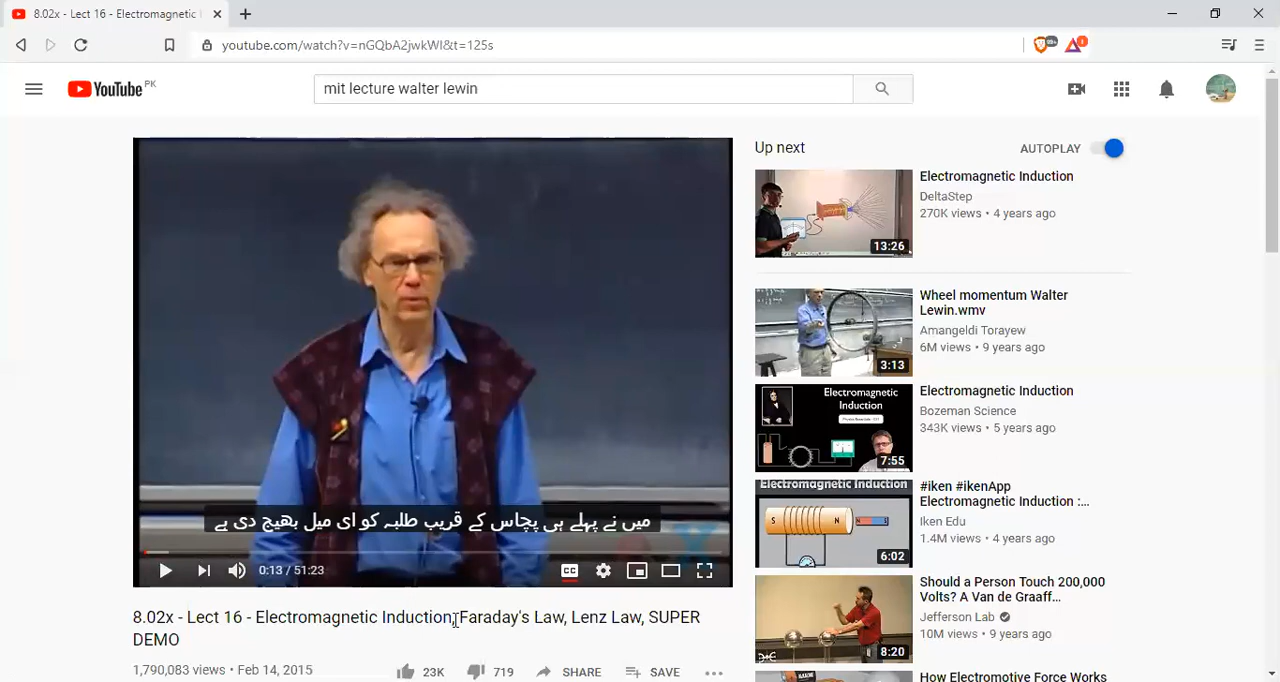 8.02x - Lect 16 - Electromagnetic I
youtube.com/watch?v=nGQbA2jwkWI&t=125s
YouTube PK
mit lecture walter lewin
Up next
AUTOPLAY
Electromagnetic Induction
DeltaStep
270K views • 4 years ago
13:26
Wheel momentum Walter
Lewin.wmv
Amangeldi Torayew
6M views • 9 years ago
3:13
Electromagnetic
Induction
Electromagnetic Induction
Bozeman Science
343K views • 5 years ago
7:55
Electromagnetic Induction
S N
#iken #ikenApp
Electromagnetic Induction :...
Iken Edu
1.4M views • 4 years ago
6:02
Should a Person Touch 200,000
Volts? A Van de Graaff...
Jefferson Lab
10M views • 9 years ago
8:20
How Electromotive Force Works
میں نے پہلے ہی پچاس کے قریب طلبہ کو ای میل بھیج دی ہے
0:13 / 51:23
CC
8.02x - Lect 16 - Electromagnetic Induction, Faraday's Law, Lenz Law, SUPER
DEMO
1,790,083 views • Feb 14, 2015
23K
719
SHARE
SAVE